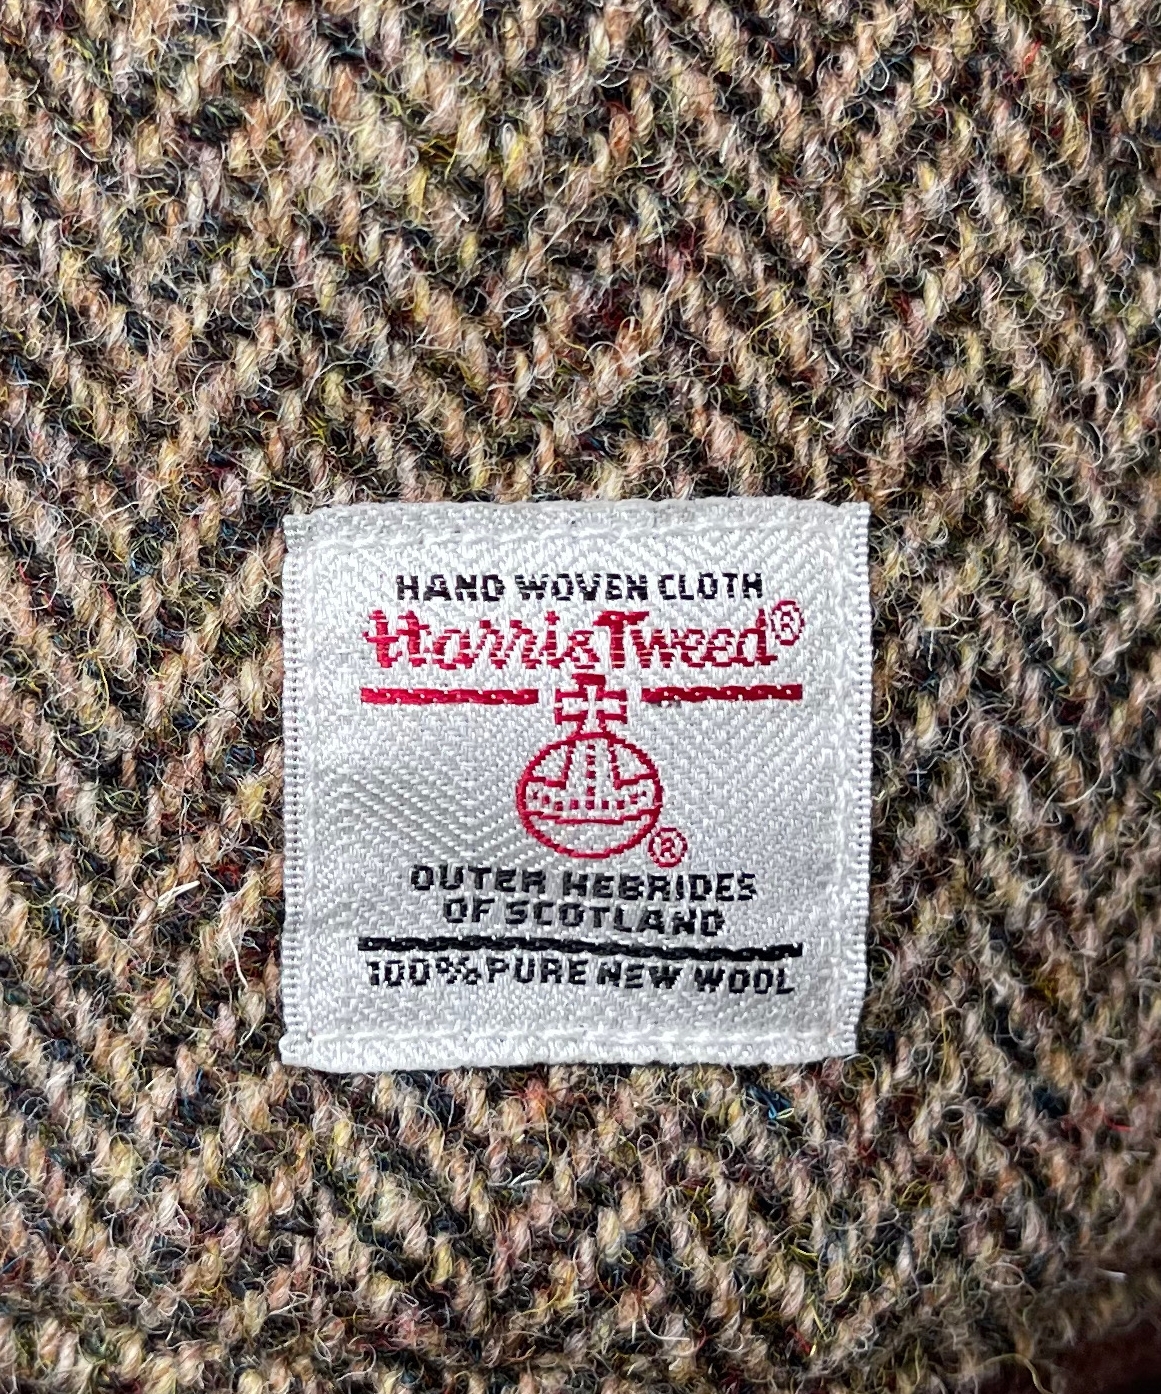 HAND WOVEN CLOTH
Harris Tweed®
®
OUTER HEBRIDES
OF SCOTLAND
100% PURE NEW WOOL